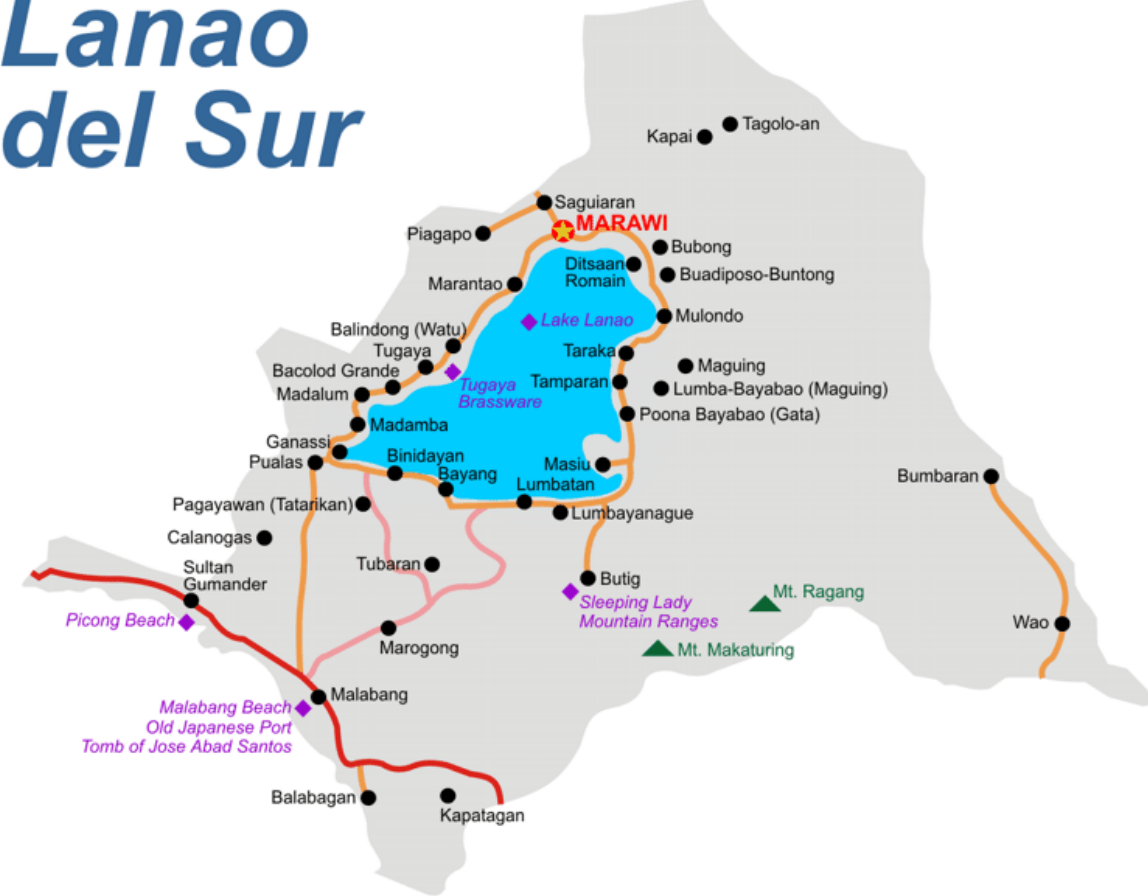 Lanao
del Sur
Tagolo-an
Kapai
Saguiaran
MARAWI
Piagapo
Bubong
Ditsaan
Romain
Buadiposo-Buntong
Marantao
Mulondo
Lake Lanao
Balindong (Watu)
Tugaya
Taraka
Maguing
Bacolod Grande
Tamparan
Tugaya
Brassware
Lumba-Bayabao (Maguing)
Madalum
Poona Bayabao (Gata)
Madamba
Ganassi
Pualas
Binidayan
Bayang
Masiu
Lumbatan
Bumbaran
Pagayawan (Tatarikan)
Lumbayanague
Calanogas
Tubaran
Sultan
Gumander
Butig
Mt. Ragang
Sleeping Lady
Mountain Ranges
Picong Beach
Wao
Marogong
Mt. Makaturing
Malabang
Malabang Beach
Old Japanese Port
Tomb of Jose Abad Santos
Balabagan
Kapatagan